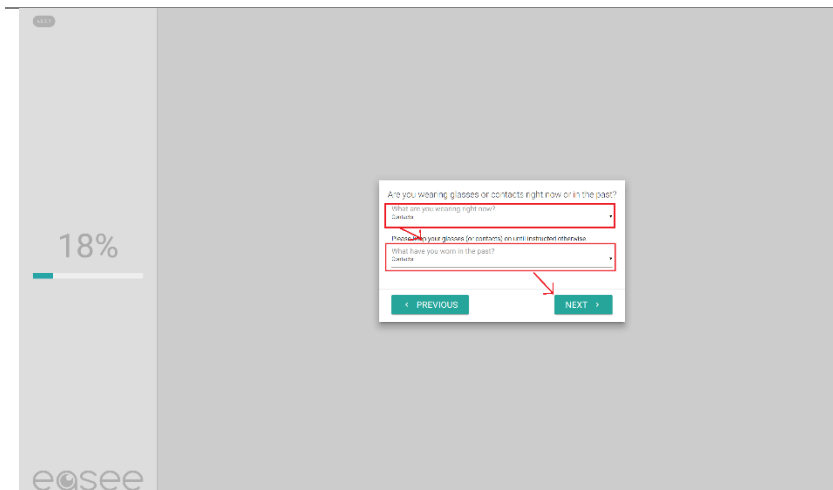 18%
easee
Are you wearing glasses or contacts right now or in the past?
What are you wearing right now?
Contacts
Please your glasses (or contacts) on until instructed otherwise
What have you worn in the past?
Contacts
PREVIOUS
NEXT